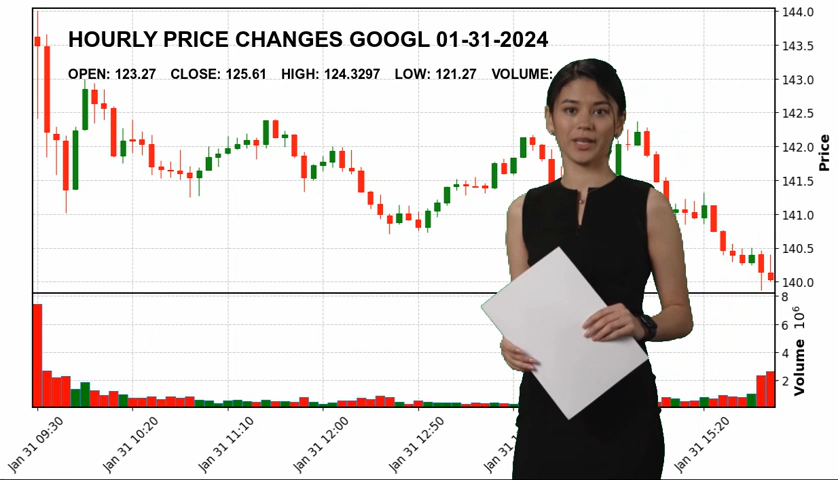 HOURLY PRICE CHANGES GOOGL 01-31-2024
OPEN: 123.27 CLOSE: 125.61 HIGH: 124.3297 LOW: 121.27 VOLUME:
144.0
143.5
143.0
142.5
142.0
141.5
141.0
140.5
140.0
Price
8
6
4
2
Volume 10⁶
Jan 31 09:30
Jan 31 10:20
Jan 31 11:10
Jan 31 12:00
Jan 31 12:50
Jan 31 15:20